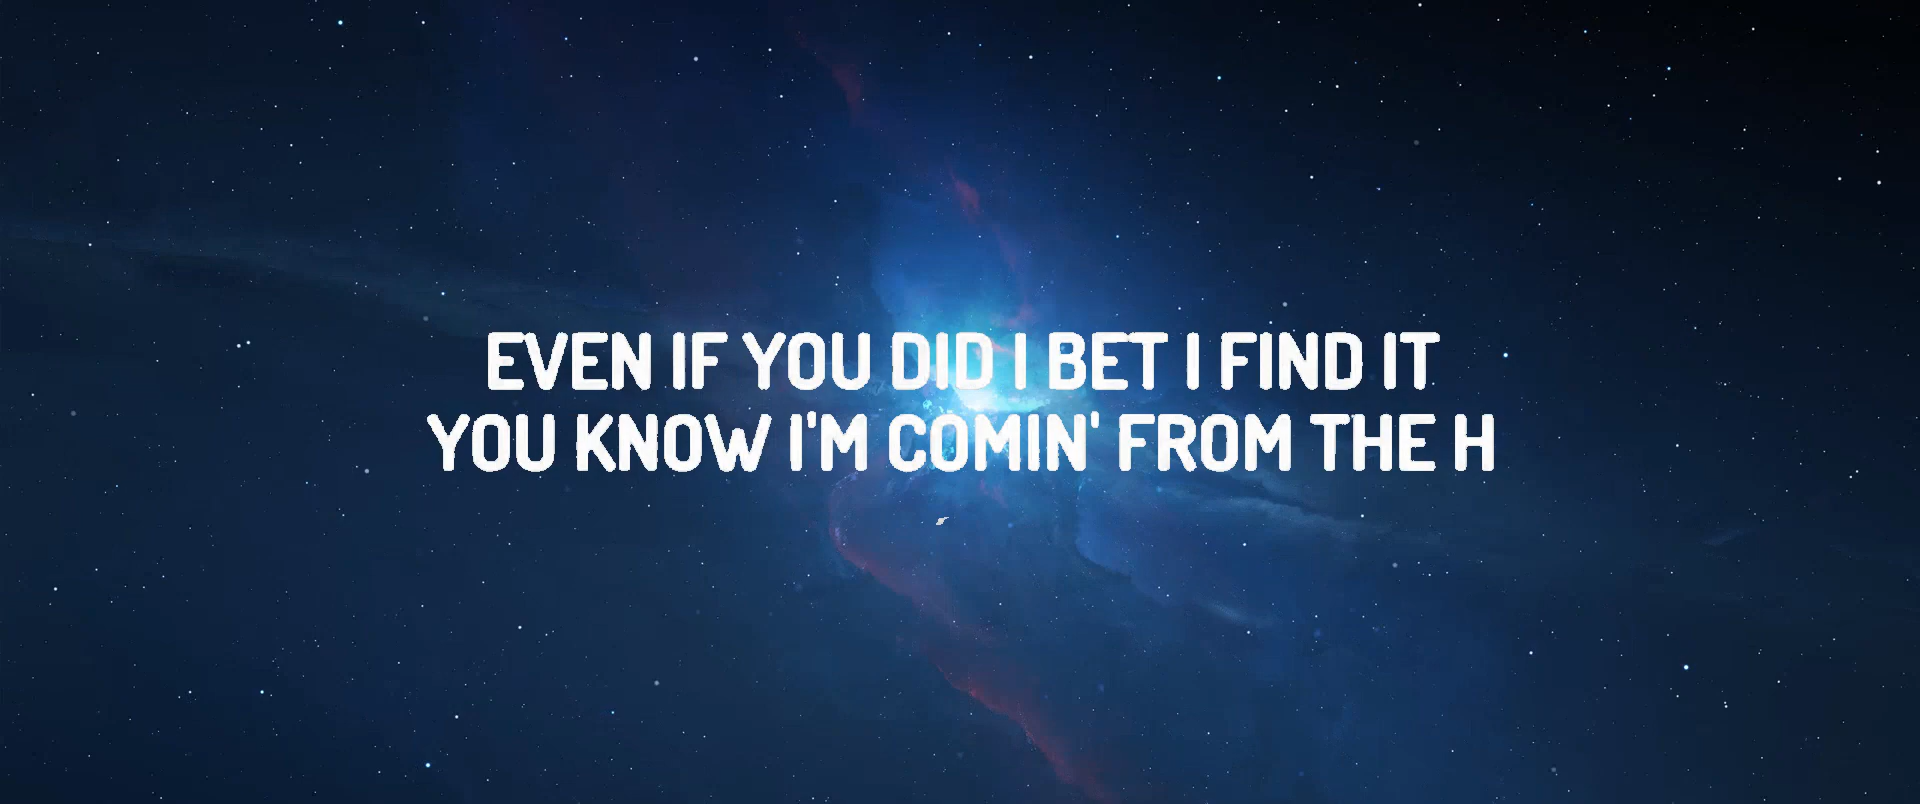 EVEN IF YOU DID I BET I FIND IT
YOU KNOW I'M COMIN' FROM THE H